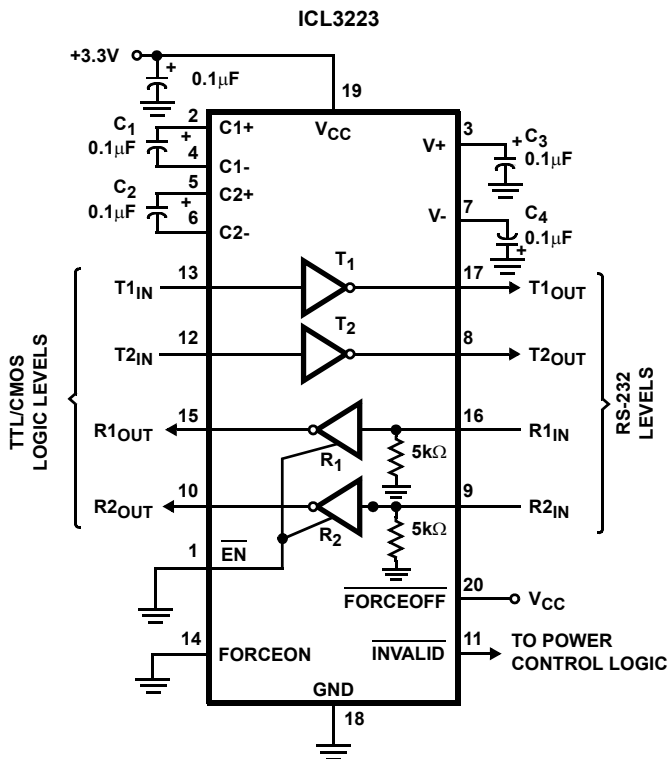 ICL3223
+3.3V
+
0.1μF
19
2
C1+
VCC
3
C1
+
0.1μF
V+
+
C3
0.1μF
4
C1-
5
C2+
C2
+
0.1μF
7
V-
C4
0.1μF
+
6
C2-
T1IN
13
T1
17
T1OUT
T2IN
12
T2
8
T2OUT
TTL/CMOS
LOGIC LEVELS
RS-232
LEVELS
R1OUT
15
R1
16
R1IN
5kΩ
R2OUT
10
R2
9
R2IN
5kΩ
1
EN
FORCEOFF
20
VCC
14
FORCEON
INVALID
11
TO POWER
CONTROL LOGIC
GND
18